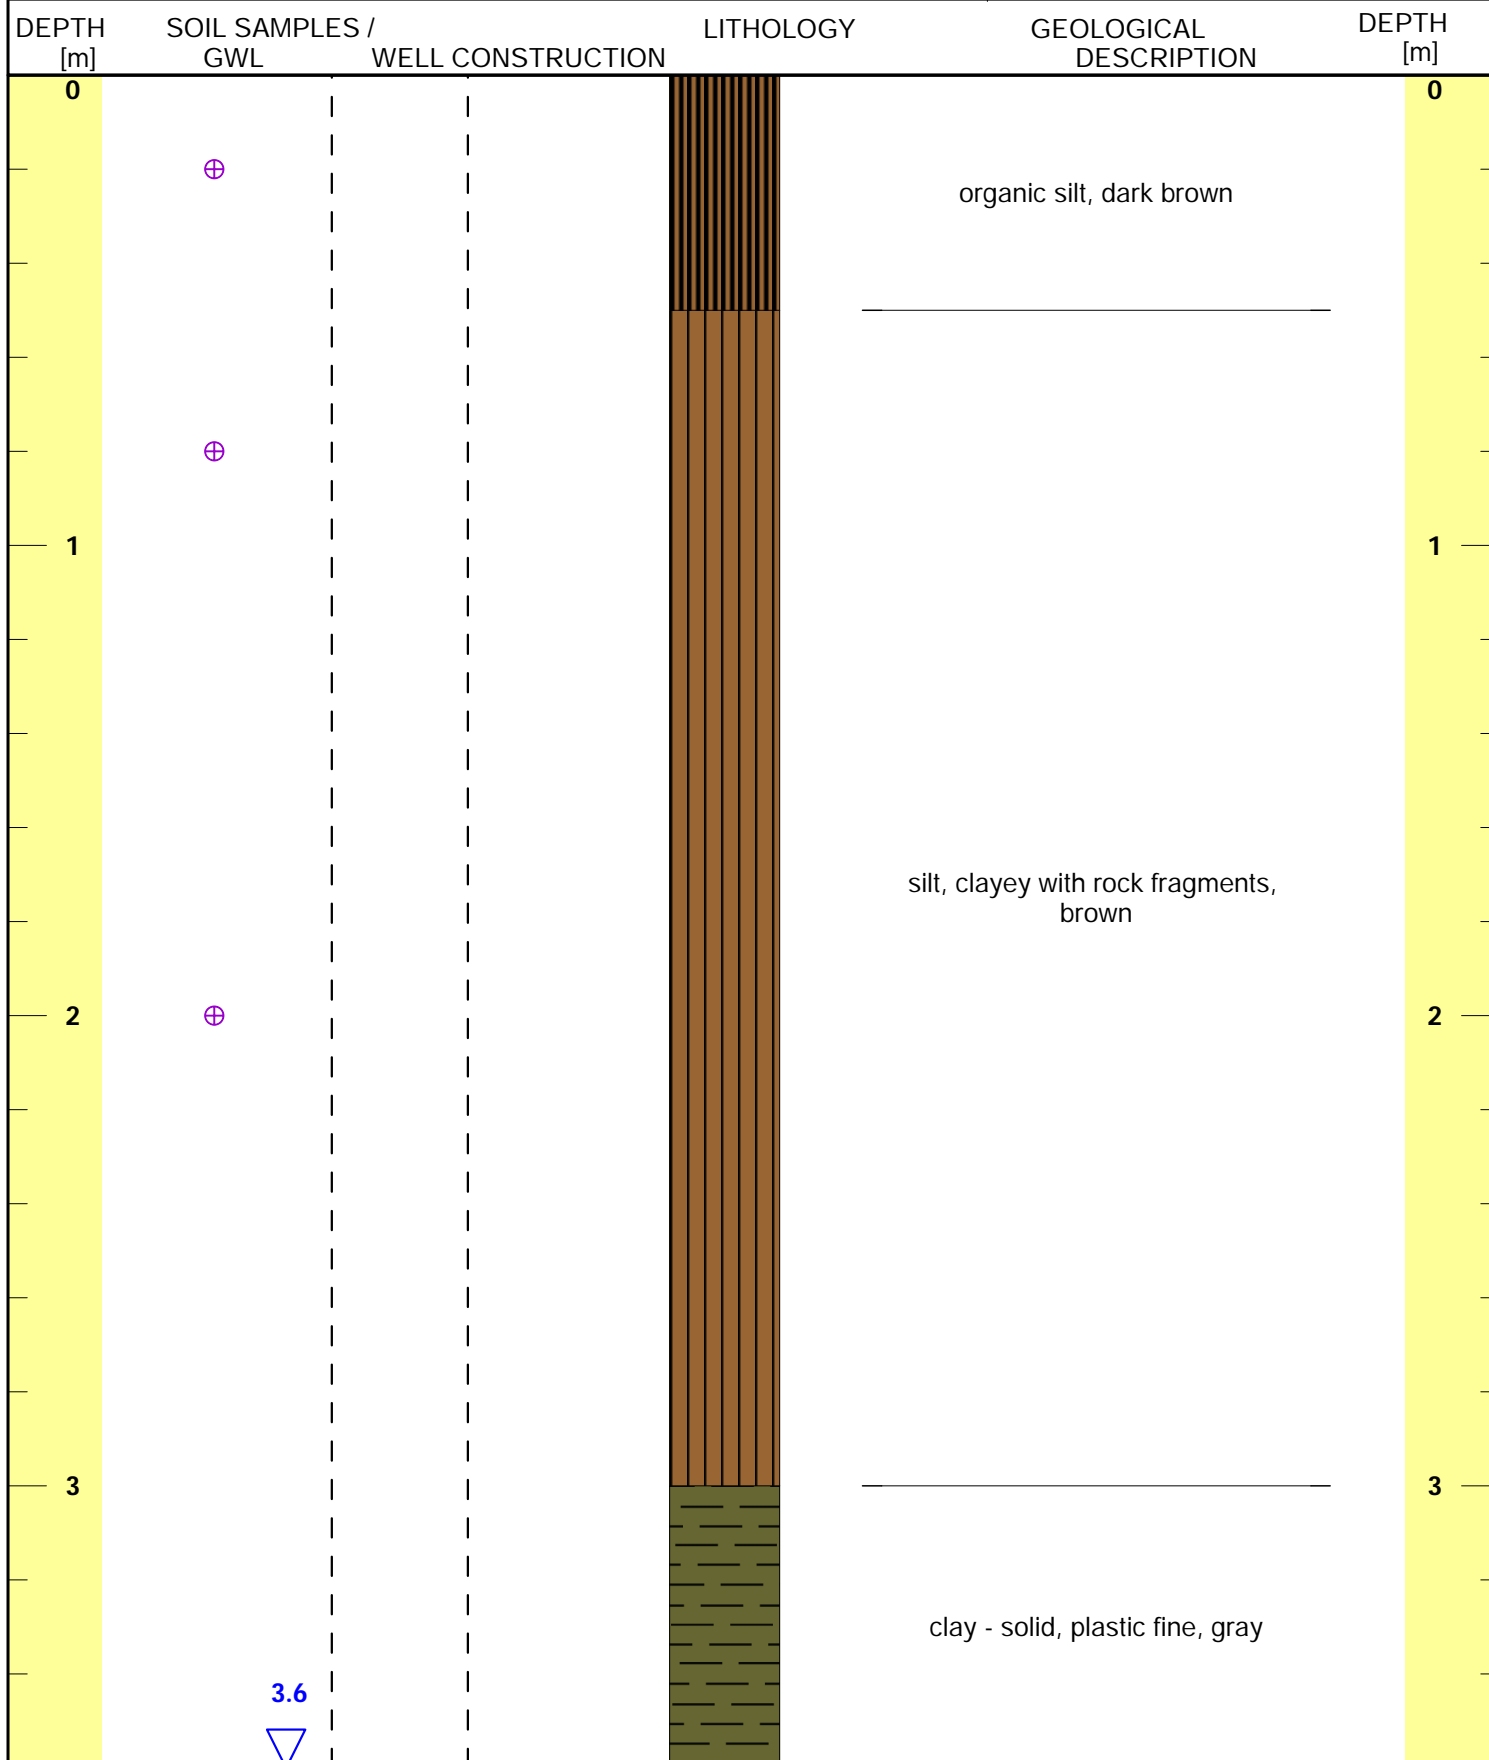 DEPTH
[m]
SOIL SAMPLES /
GWL
WELL CONSTRUCTION
LITHOLOGY
GEOLOGICAL
DESCRIPTION
DEPTH
[m]
0
0
organic silt, dark brown
1
1
silt, clayey with rock fragments,
brown
2
2
3
3
clay - solid, plastic fine, gray
3.6